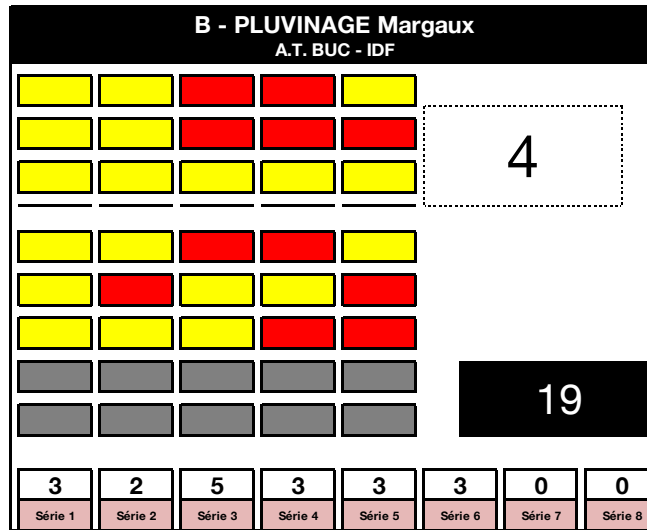 B - PLUVINAGE Margaux
A.T. BUC - IDF
4
19
3 2 5 3 3 3 0 0
Série 1 Série 2 Série 3 Série 4 Série 5 Série 6 Série 7 Série 8